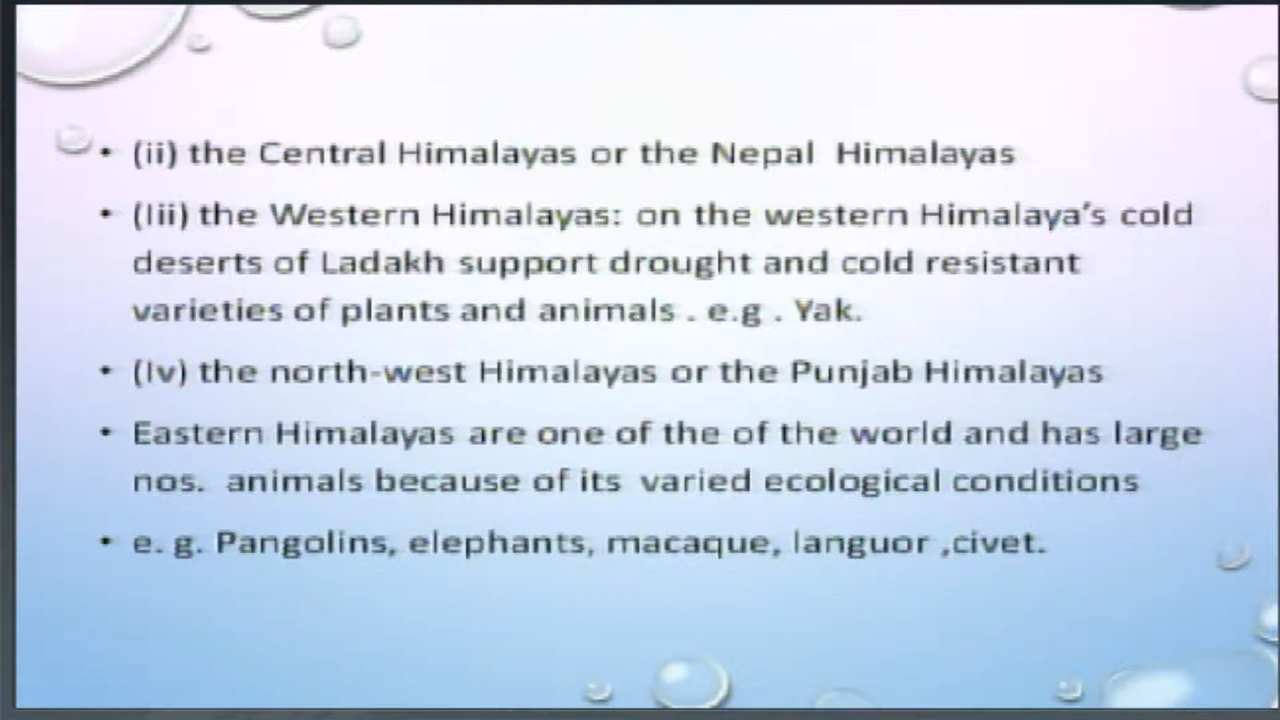 • (ii) the Central Himalayas or the Nepal Himalayas
• (Iii) the Western Himalayas: on the western Himalaya's cold
deserts of Ladakh support drought and cold resistant
varieties of plants and animals . e.g . Yak.
• (Iv) the north-west Himalayas or the Punjab Himalayas
• Eastern Himalayas are one of the of the world and has large
nos. animals because of its varied ecological conditions
• e. g. Pangolins, elephants, macaque, languor ,civet.